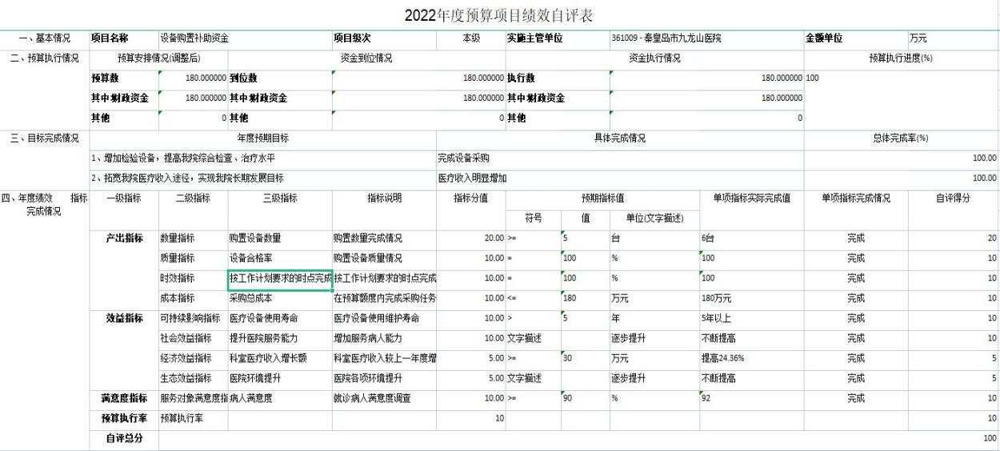 2022年度预算项目绩效自评表
一、基本情况 项目名称 设备购置补助资金 项目级次 本级 实施主管单位 361009 - 秦皇岛市九龙山医院 金额单位 万元
二、预算执行情况 预算安排情况(调整后) 资金到位情况 资金执行情况 预算执行进度(%)
预算数 180.000000 到位数 180.000000 执行数 180.000000 100
其中:财政资金 180.000000 其中:财政资金 180.000000 其中:财政资金 180.000000
其他 0 其他 0 其他 0
三、目标完成情况 年度预期目标 具体完成情况 总体完成率(%)
1、增加检验设备，提高我院综合检查、治疗水平 完成设备采购 100.00
2、拓宽我院医疗收入途径，实现我院长期发展目标 医疗收入明显增加 100.00
四、年度绩效 指标 一级指标 二级指标 三级指标 指标说明 指标分值 预期指标值 单项指标实际完成值 单项指标完成情况 自评得分
完成情况 符号 值 单位(文字描述)
产出指标 数量指标 购置设备数量 购置数量完成情况 20.00 >= 5 台 6台 完成 20
质量指标 设备合格率 购置设备质量情况 10.00 = 100 % 100 完成 10
时效指标 按工作计划要求的时点完成 按工作计划要求的时点完成 10.00 = 100 % 100 完成 10
成本指标 采购总成本 在预算额度内完成采购任务 10.00 <= 180 万元 180万元 完成 10
效益指标 可持续影响指标 医疗设备使用寿命 医疗设备使用维护寿命 10.00 > 5 年 5年以上 完成 10
社会效益指标 提升医院服务能力 增加服务病人能力 10.00 文字描述 逐步提升 不断提高 完成 10
经济效益指标 科室医疗收入增长额 科室医疗收入较上一年度增 5.00 >= 30 万元 提高24.36% 完成 5
生态效益指标 医院环境提升 医院各项环境提升 5.00 文字描述 逐步提升 不断提高 完成 5
满意度指标 服务对象满意度指 病人满意度 就诊病人满意度调查 10.00 >= 90 % 92 完成 10
预算执行率 预算执行率 10 10
自评总分 100